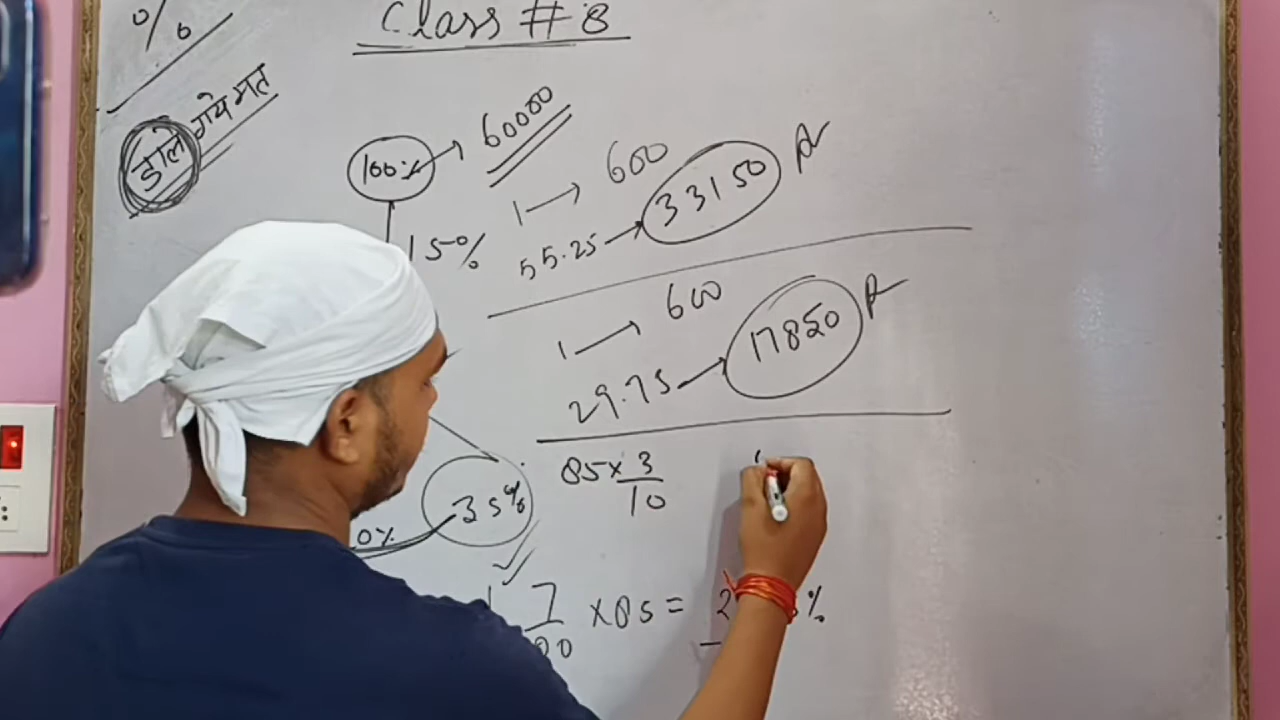 %
Class # 8
डाले गये मत
100% → 60000
1 → 600
15%
55.25 → 33150
1 → 600
29.75 → 17850
85 × 3/10
35%
0%
× 85 =
%